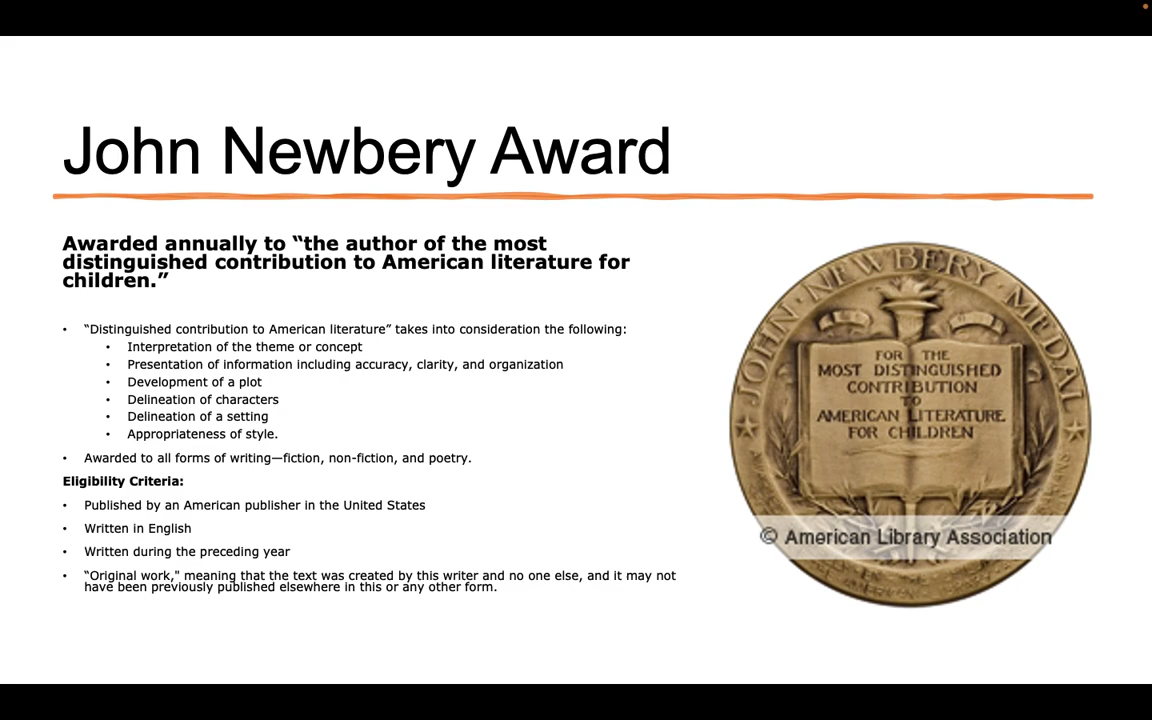 John Newbery Award
Awarded annually to “the author of the most
distinguished contribution to American literature for
children.”
• “Distinguished contribution to American literature” takes into consideration the following:
• Interpretation of the theme or concept
• Presentation of information including accuracy, clarity, and organization
• Development of a plot
• Delineation of characters
• Delineation of a setting
• Appropriateness of style.
• Awarded to all forms of writing—fiction, non-fiction, and poetry.
Eligibility Criteria:
• Published by an American publisher in the United States
• Written in English
• Written during the preceding year
• “Original work," meaning that the text was created by this writer and no one else, and it may not
have been previously published elsewhere in this or any other form.
JOHN·NEWBERY·MEDAL
FOR THE
MOST DISTINGUISHED
CONTRIBUTION
TO
AMERICAN LITERATURE
FOR CHILDREN
© American Library Association